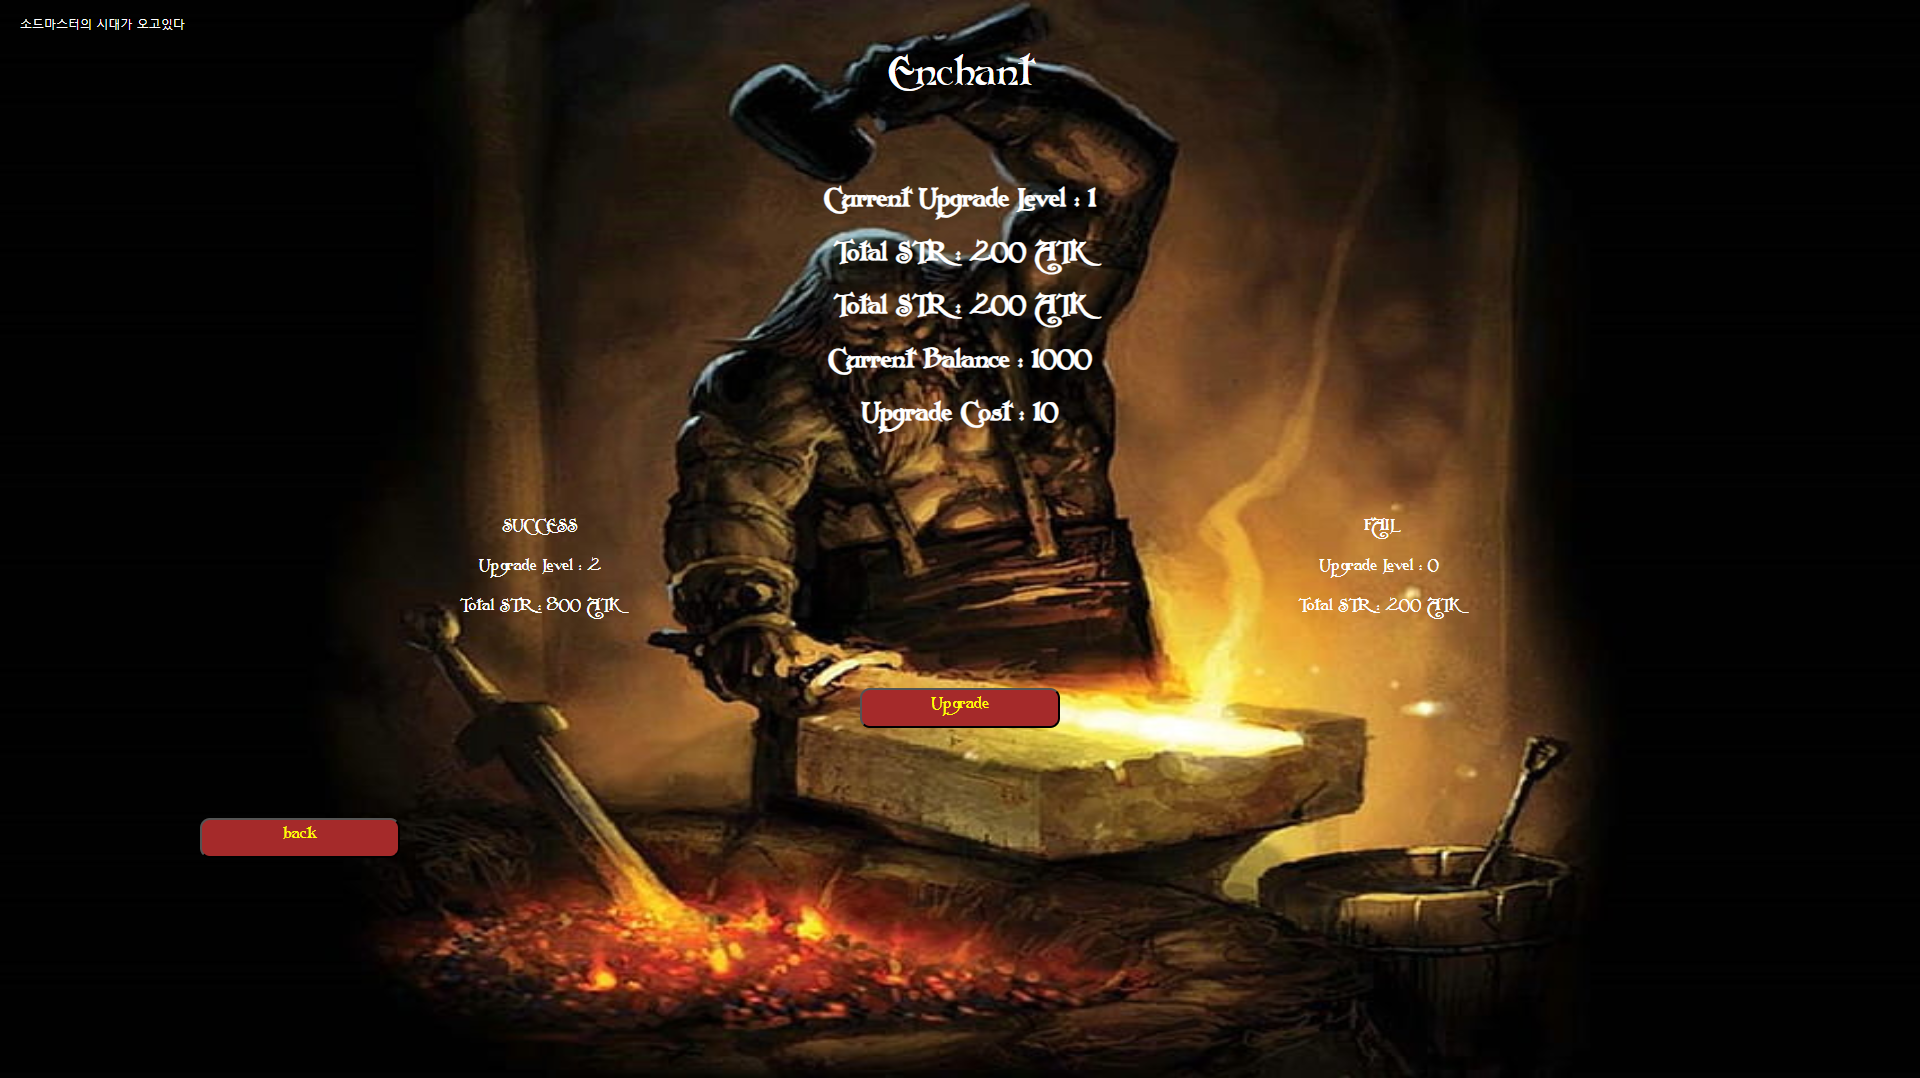 소드마스터의 시대가 오고있다
Enchant
Current Upgrade Level : 1
Total STR : 200 ATK
Total STR : 200 ATK
Current Balance : 1000
Upgrade Cost : 10
SUCCESS
Upgrade Level : 2
Total STR : 800 ATK
FAIL
Upgrade Level : 0
Total STR : 200 ATK
Upgrade
back